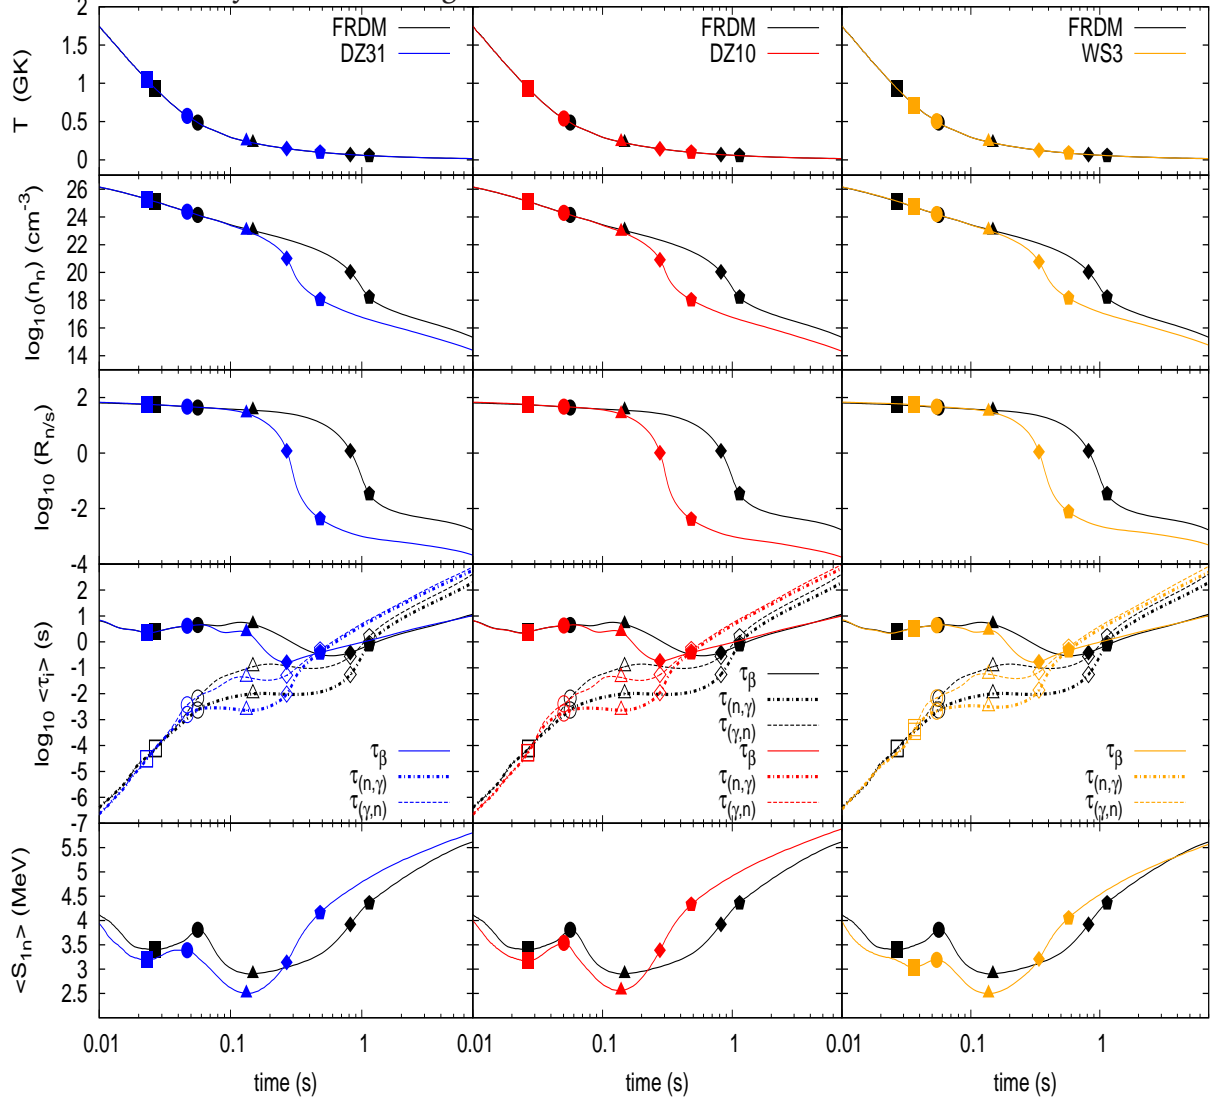 FRDM
DZ31
FRDM
DZ10
FRDM
WS3
T (GK)
2
1.5
1
0.5
0
log10(nn) (cm-3)
26
24
22
20
18
16
14
log10 (Rn/s)
2
0
-2
-4
log10 <τi> (s)
2
1
0
-1
-2
-3
-4
-5
-6
-7
τβ
τ(n,γ)
τ(γ,n)
τβ
τ(n,γ)
τ(γ,n)
τβ
τ(n,γ)
τ(γ,n)
τβ
τ(n,γ)
τ(γ,n)
<S1n> (MeV)
5.5
5
4.5
4
3.5
3
2.5
0.01 0.1 1
0.01 0.1 1
0.01 0.1 1
time (s)
time (s)
time (s)